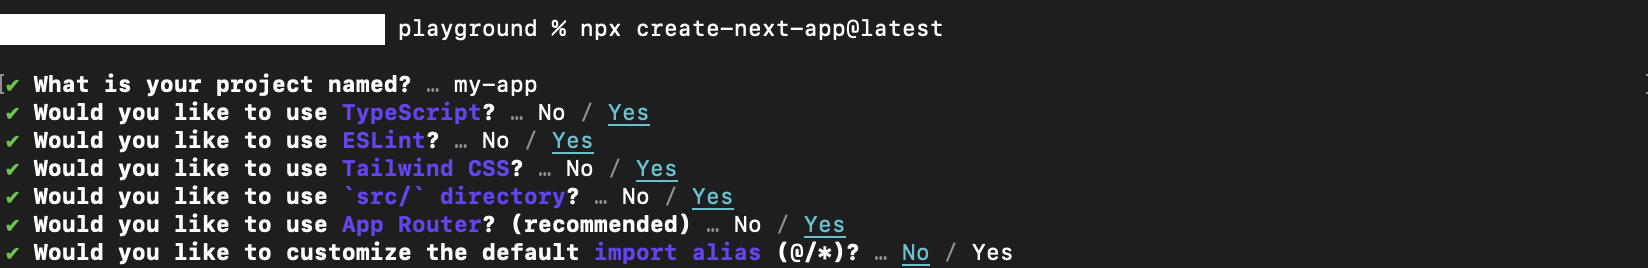 playground % npx create-next-app@latest
✔ What is your project named? … my-app
✔ Would you like to use TypeScript? … No / Yes
✔ Would you like to use ESLint? … No / Yes
✔ Would you like to use Tailwind CSS? … No / Yes
✔ Would you like to use `src/` directory? … No / Yes
✔ Would you like to use App Router? (recommended) … No / Yes
✔ Would you like to customize the default import alias (@/*)? … No / Yes